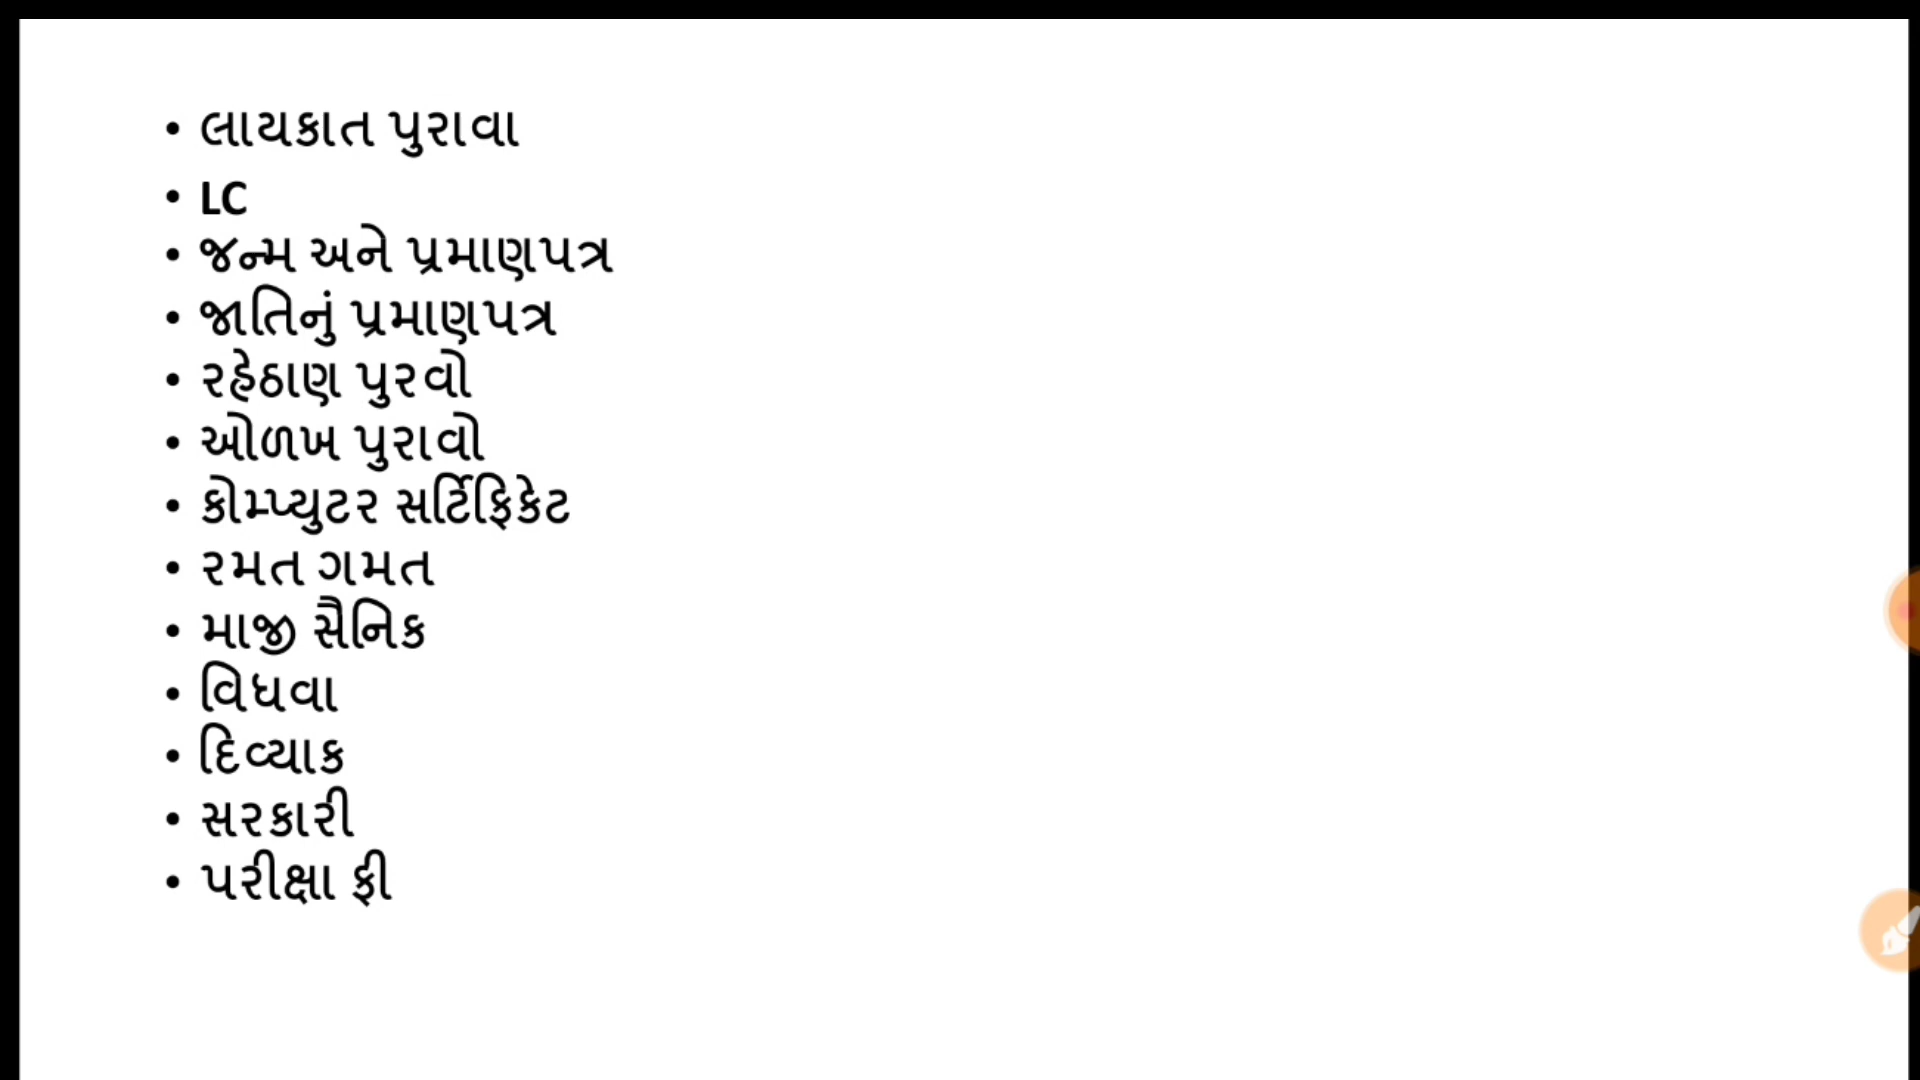 • લાયકાત પુરાવા
• LC
• જન્મ અને પ્રમાણપત્ર
• જાતિનું પ્રમાણપત્ર
• રહેઠાણ પુરવો
• ઓળખ પુરાવો
• કોમ્પ્યુટર સર્ટિફિકેટ
• રમત ગમત
• માજી સૈનિક
• વિધવા
• દિવ્યાક
• સરકારી
• પરીક્ષા ફી